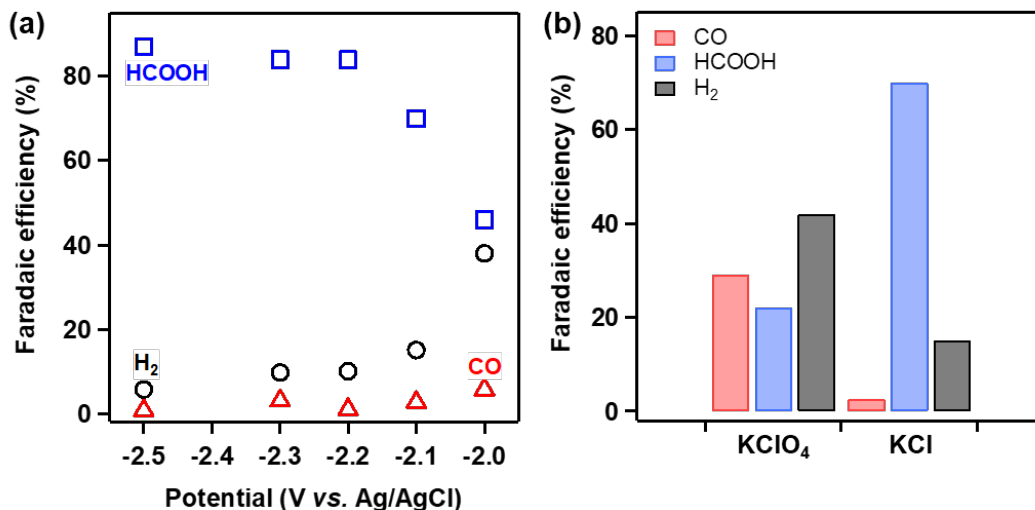 (a)
Faradaic efficiency (%)
80
60
40
20
0
HCOOH
H₂
CO
-2.5 -2.4 -2.3 -2.2 -2.1 -2.0
Potential (V vs. Ag/AgCl)
(b)
Faradaic efficiency (%)
80
60
40
20
0
CO
HCOOH
H₂
KClO₄ KCl